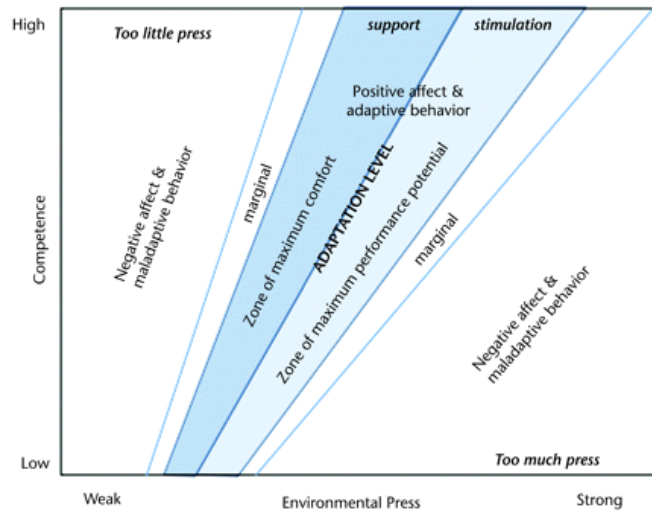 High
Too little press
support
stimulation
Positive affect &
adaptive behavior
Negative affect &
maladaptive behavior
marginal
Zone of maximum comfort
ADAPTATION LEVEL
Zone of maximum performance potential
marginal
Negative affect &
maladaptive behavior
Competence
Low
Too much press
Weak
Environmental Press
Strong